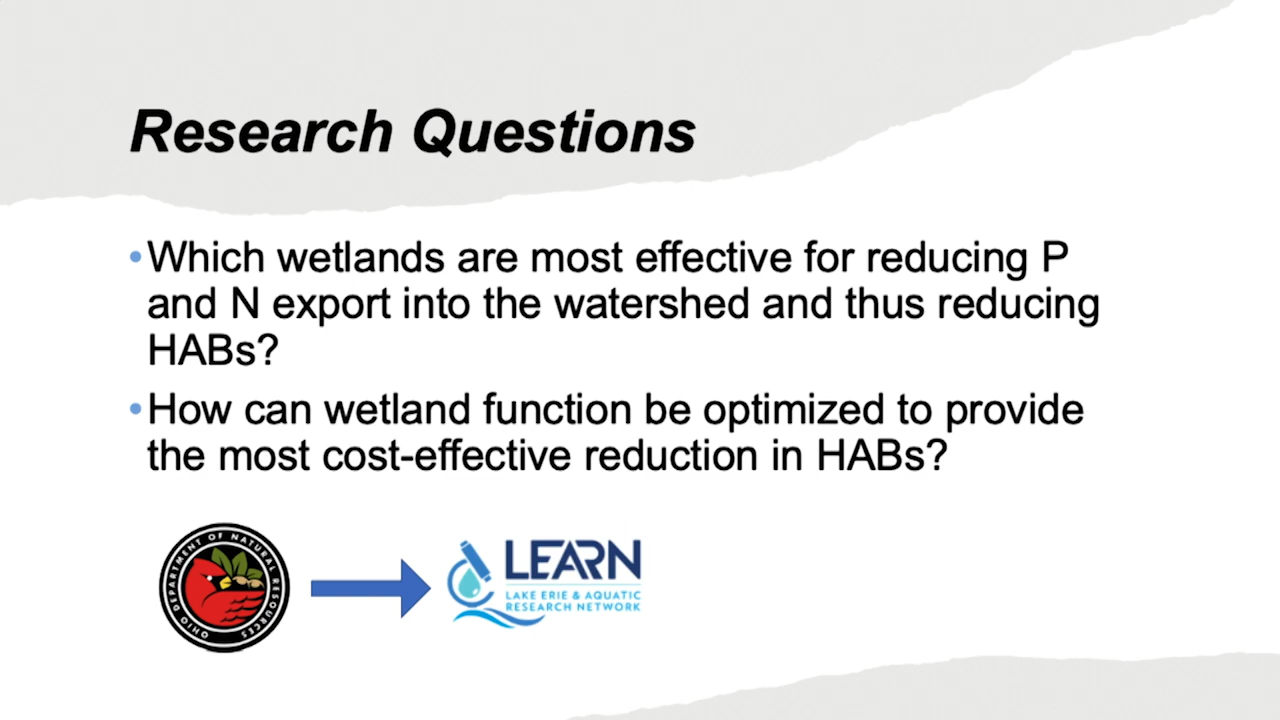 Research Questions
•Which wetlands are most effective for reducing P
and N export into the watershed and thus reducing
HABs?
•How can wetland function be optimized to provide
the most cost-effective reduction in HABs?
OHIO DEPARTMENT OF NATURAL RESOURCES
LEARN
LAKE ERIE & AQUATIC
RESEARCH NETWORK